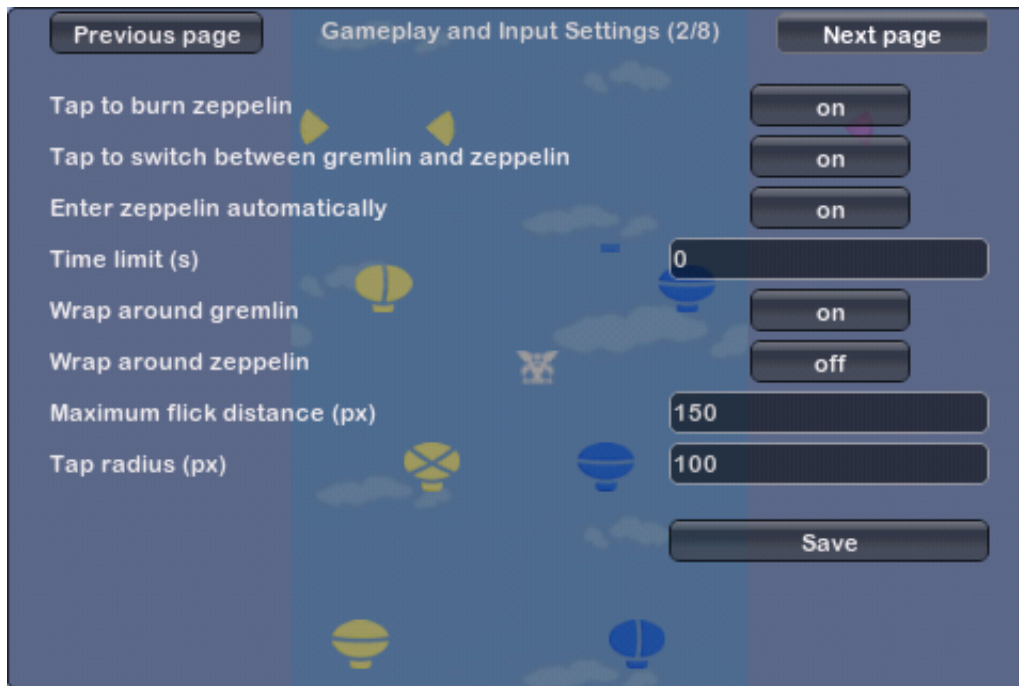 Previous page Gameplay and Input Settings (2/8) Next page
Tap to burn zeppelin on
Tap to switch between gremlin and zeppelin on
Enter zeppelin automatically on
Time limit (s) 0
Wrap around gremlin on
Wrap around zeppelin off
Maximum flick distance (px) 150
Tap radius (px) 100
Save